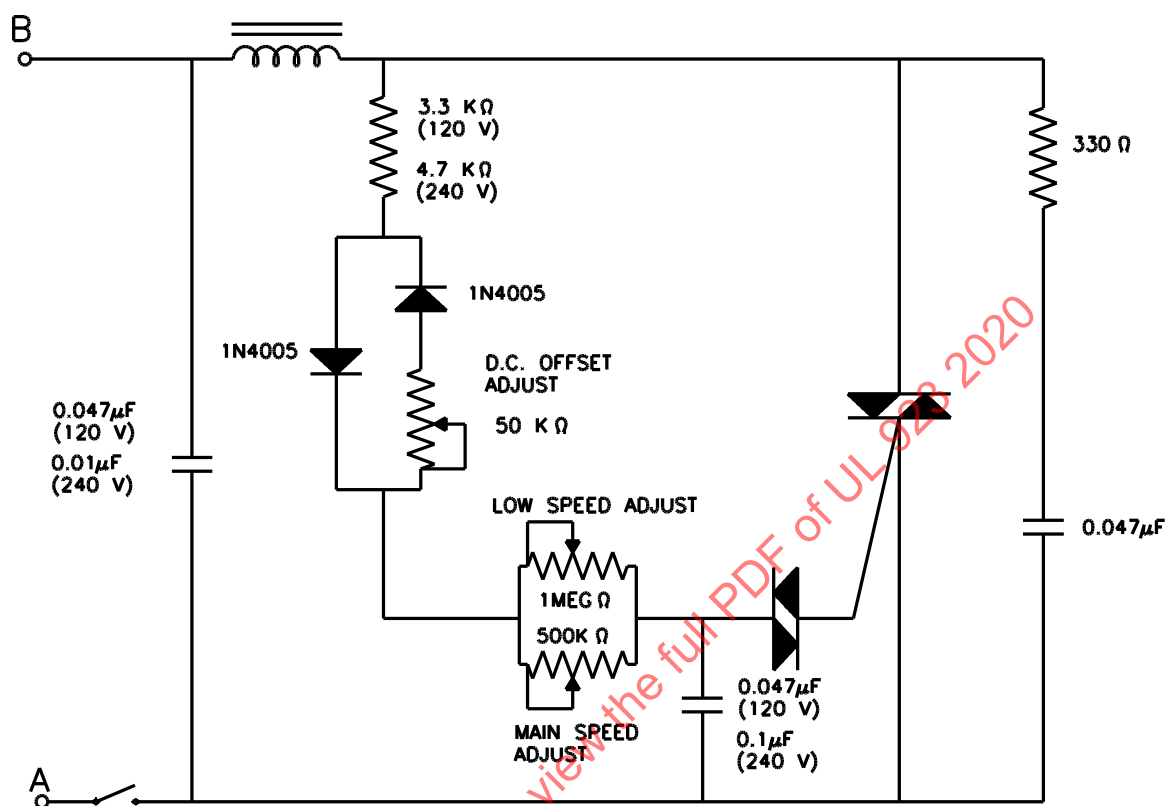 B
3.3 KΩ
(120 V)
4.7 KΩ
(240 V)
330 Ω
1N4005
1N4005
D.C. OFFSET
ADJUST
50 KΩ
0.047µF
(120 V)
0.01µF
(240 V)
LOW SPEED ADJUST
0.047µF
1MEG Ω
500K Ω
0.047µF
(120 V)
0.1µF
(240 V)
MAIN SPEED
ADJUST
A
view the full PDF of UL 923 2020